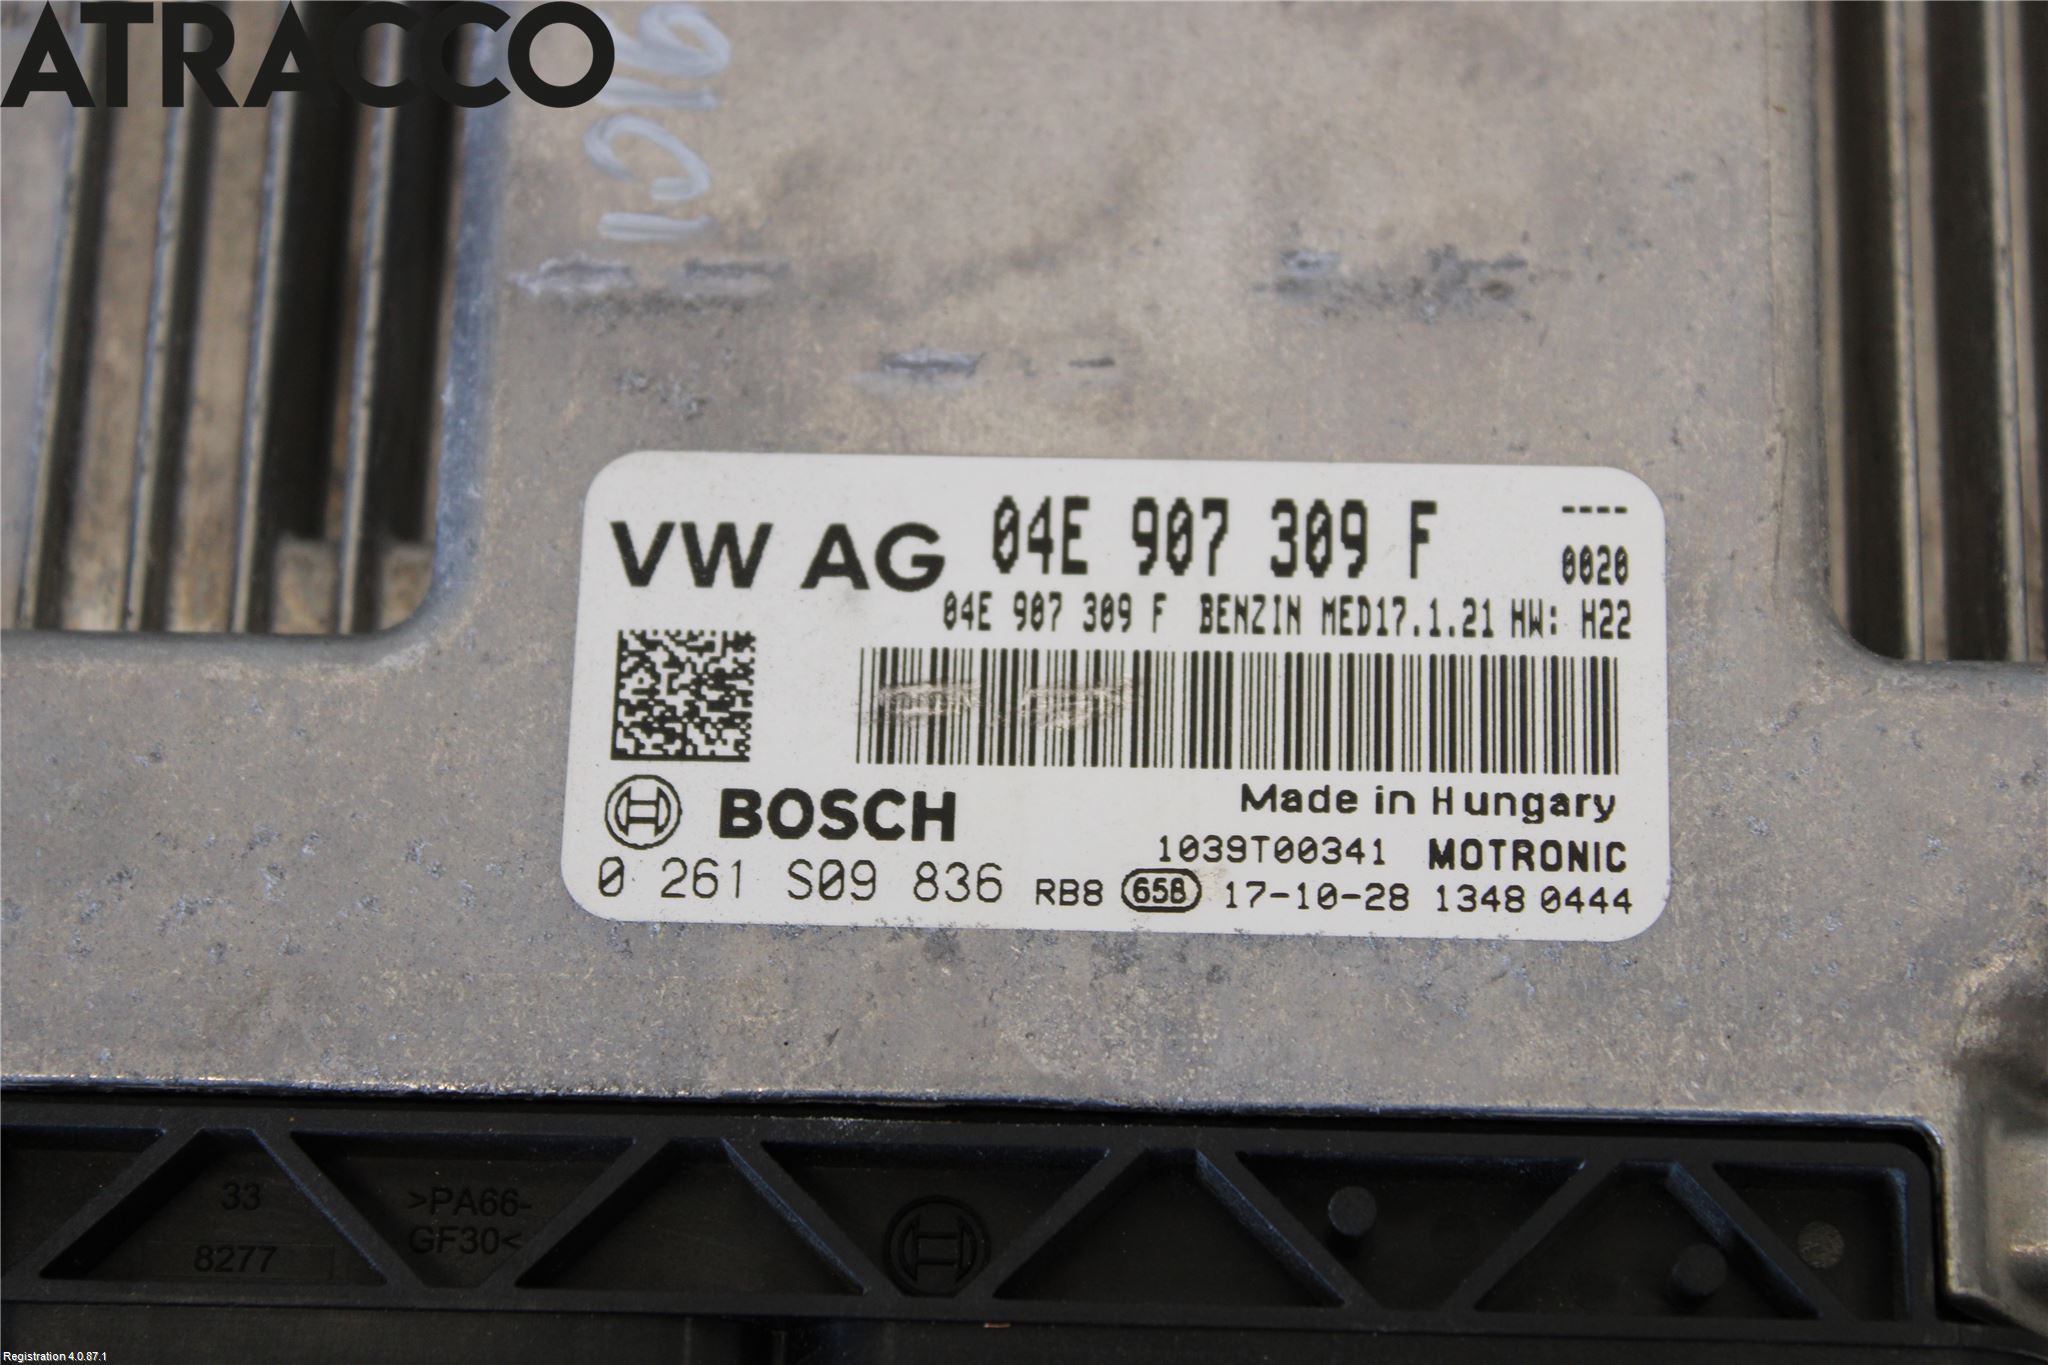 ATRACCO
91C1
VW AG 04E 907 309 F ----
0020
04E 907 309 F BENZIN MED17.1.21 HW: H22
BOSCH
Made in Hungary
1039T00341 MOTRONIC
0 261 S09 836 RB8 658 17-10-28 1348 0444
33
8277
>PA66-
GF30<
Registration 4.0.87.1